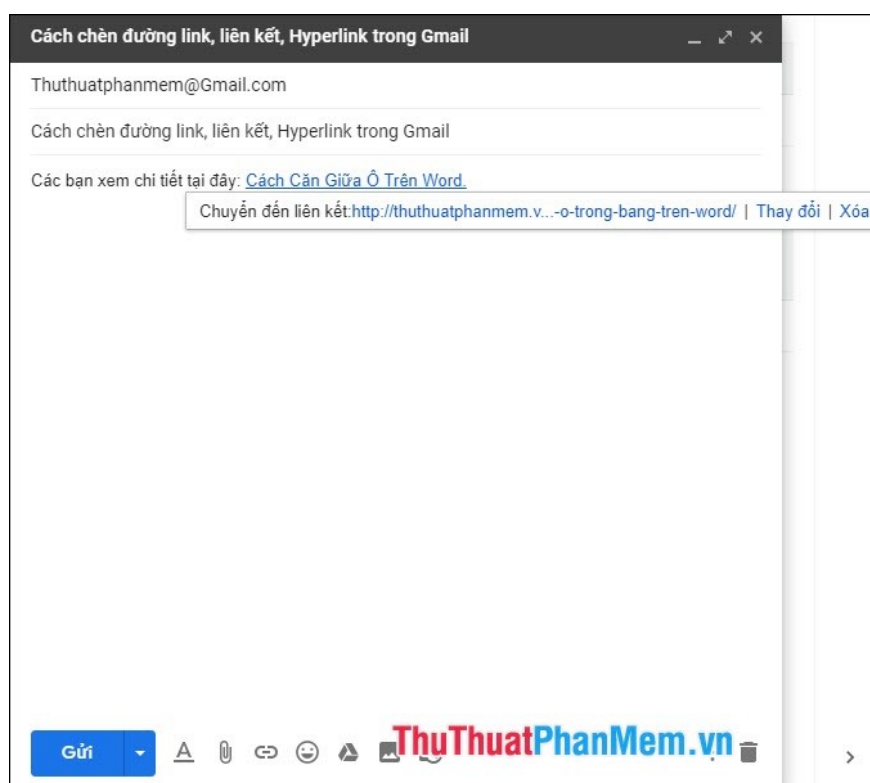 Cách chèn đường link, liên kết, Hyperlink trong Gmail
Thuthuatphanmem@Gmail.com
Cách chèn đường link, liên kết, Hyperlink trong Gmail
Các bạn xem chi tiết tại đây: Cách Căn Giữa Ô Trên Word.
Chuyển đến liên kết:http://thuthuatphanmem.v...-o-trong-bang-tren-word/ | Thay đổi | Xóa
Gửi
ThuThuatPhanMem.vn